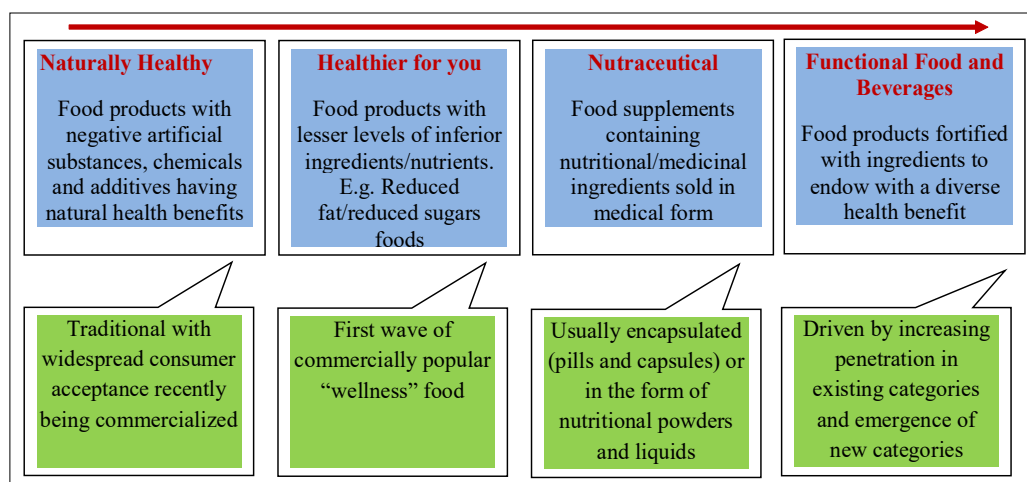 Naturally Healthy
Food products with
negative artificial
substances, chemicals
and additives having
natural health benefits
Healthier for you
Food products with
lesser levels of inferior
ingredients/nutrients.
E.g. Reduced
fat/reduced sugars
foods
Nutraceutical
Food supplements
containing
nutritional/medicinal
ingredients sold in
medical form
Functional Food and
Beverages
Food products fortified
with ingredients to
endow with a diverse
health benefit
Traditional with
widespread consumer
acceptance recently
being commercialized
First wave of
commercially popular
“wellness” food
Usually encapsulated
(pills and capsules) or
in the form of
nutritional powders
and liquids
Driven by increasing
penetration in
existing categories
and emergence of
new categories